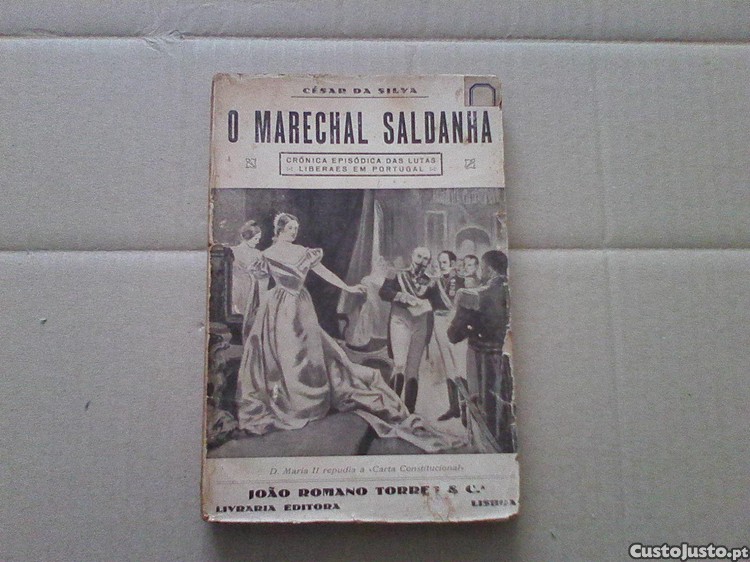 CÉSAR DA SILVA
O MARECHAL SALDANHA
CRÓNICA EPISÓDICA DAS LUTAS
LIBERAES EM PORTUGAL
D. Maria II repudia a «Carta Constitucional»
JOÃO ROMANO TORRES & C.ª
LIVRARIA EDITORA LISBOA
CustoJusto.pt